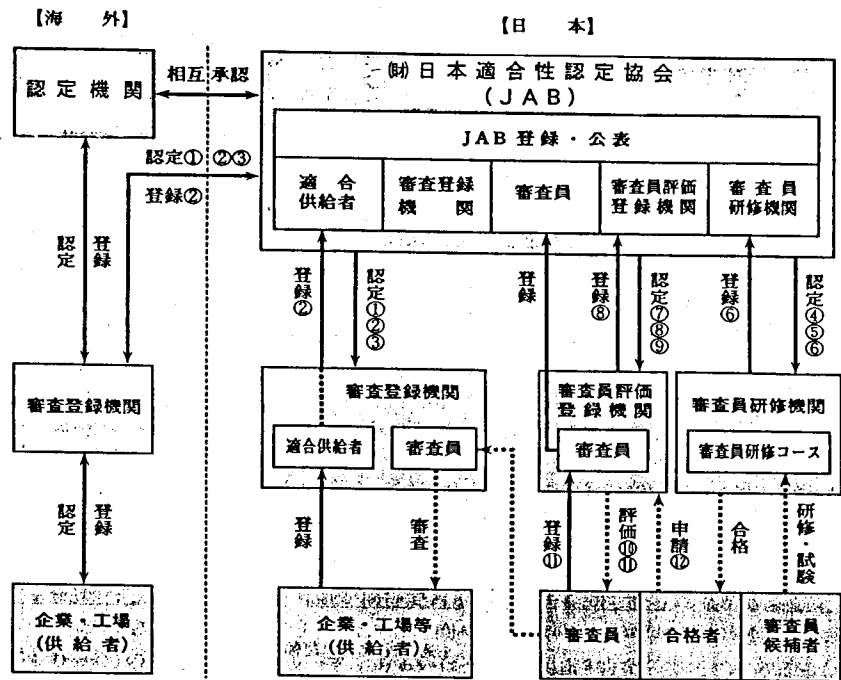 【海 外】
【日 本】
認定機関
相互承認
㈶日本適合性認定協会
(JAB)
JAB登録・公表
適合
供給者
審査登録
機関
審査員
審査員評価
登録機関
審査員
研修機関
認定①②③
登録②
認定
登録
登録②
認定①②③
登録
登録⑧
認定⑦⑧⑨
登録⑥
認定④⑤⑥
審査登録機関
審査登録機関
適合供給者
審査員
審査員評価
登録機関
審査員
審査員研修機関
審査員研修コース
認定
登録
登録
審査
登録⑪
評価⑩⑪
申請⑫
合格
研修・試験
企業・工場
(供給者)
企業・工場等
(供給者)
審査員
合格者
審査員
候補者